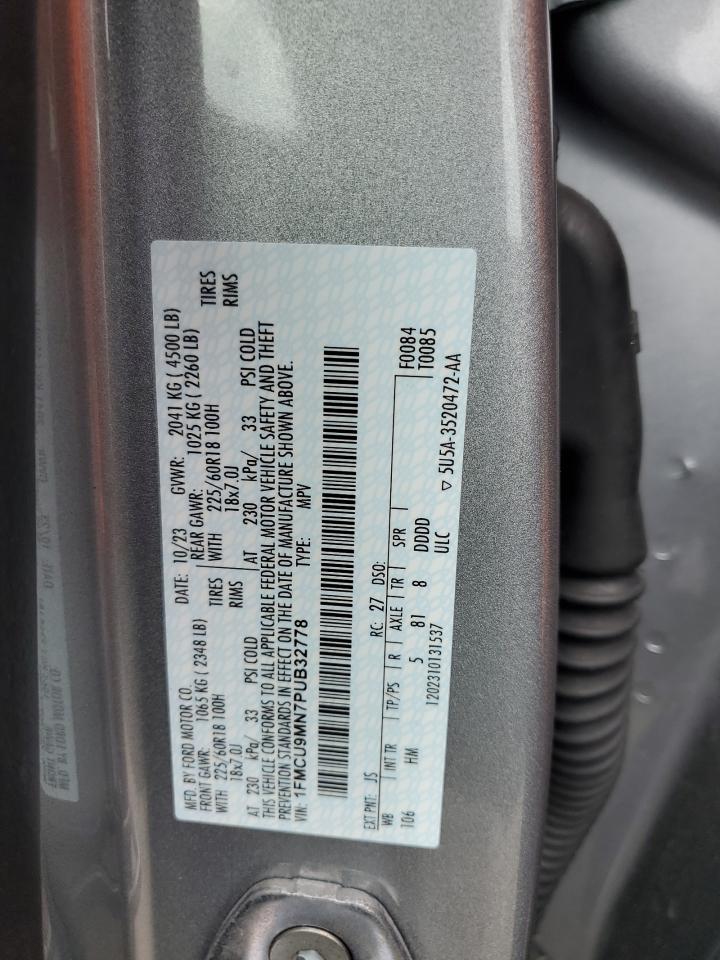 MFD. BY FORD MOTOR CO. DATE: 10/23 GVWR: 2041 KG ( 4500 LB)
FRONT GAWR: 1065 KG ( 2348 LB) REAR GAWR: 1025 KG ( 2260 LB)
WITH 225/60R18 100H TIRES WITH 225/60R18 100H TIRES
18x7.0J RIMS 18x7.0J RIMS
AT 230 kPa/ 33 PSI COLD AT 230 kPa/ 33 PSI COLD
THIS VEHICLE CONFORMS TO ALL APPLICABLE FEDERAL MOTOR VEHICLE SAFETY AND THEFT
PREVENTION STANDARDS IN EFFECT ON THE DATE OF MANUFACTURE SHOWN ABOVE.
VIN: 1FMCU9MN7PUB32778 TYPE: MPV
EXT PNT: JS RC: 27 DSO: F0084
WB INT TR TP/PS R AXLE TR SPR T0085
106 HM 5 81 8 DDDD
ULC
1202310131537 ▽ 5U5A-3520472-AA